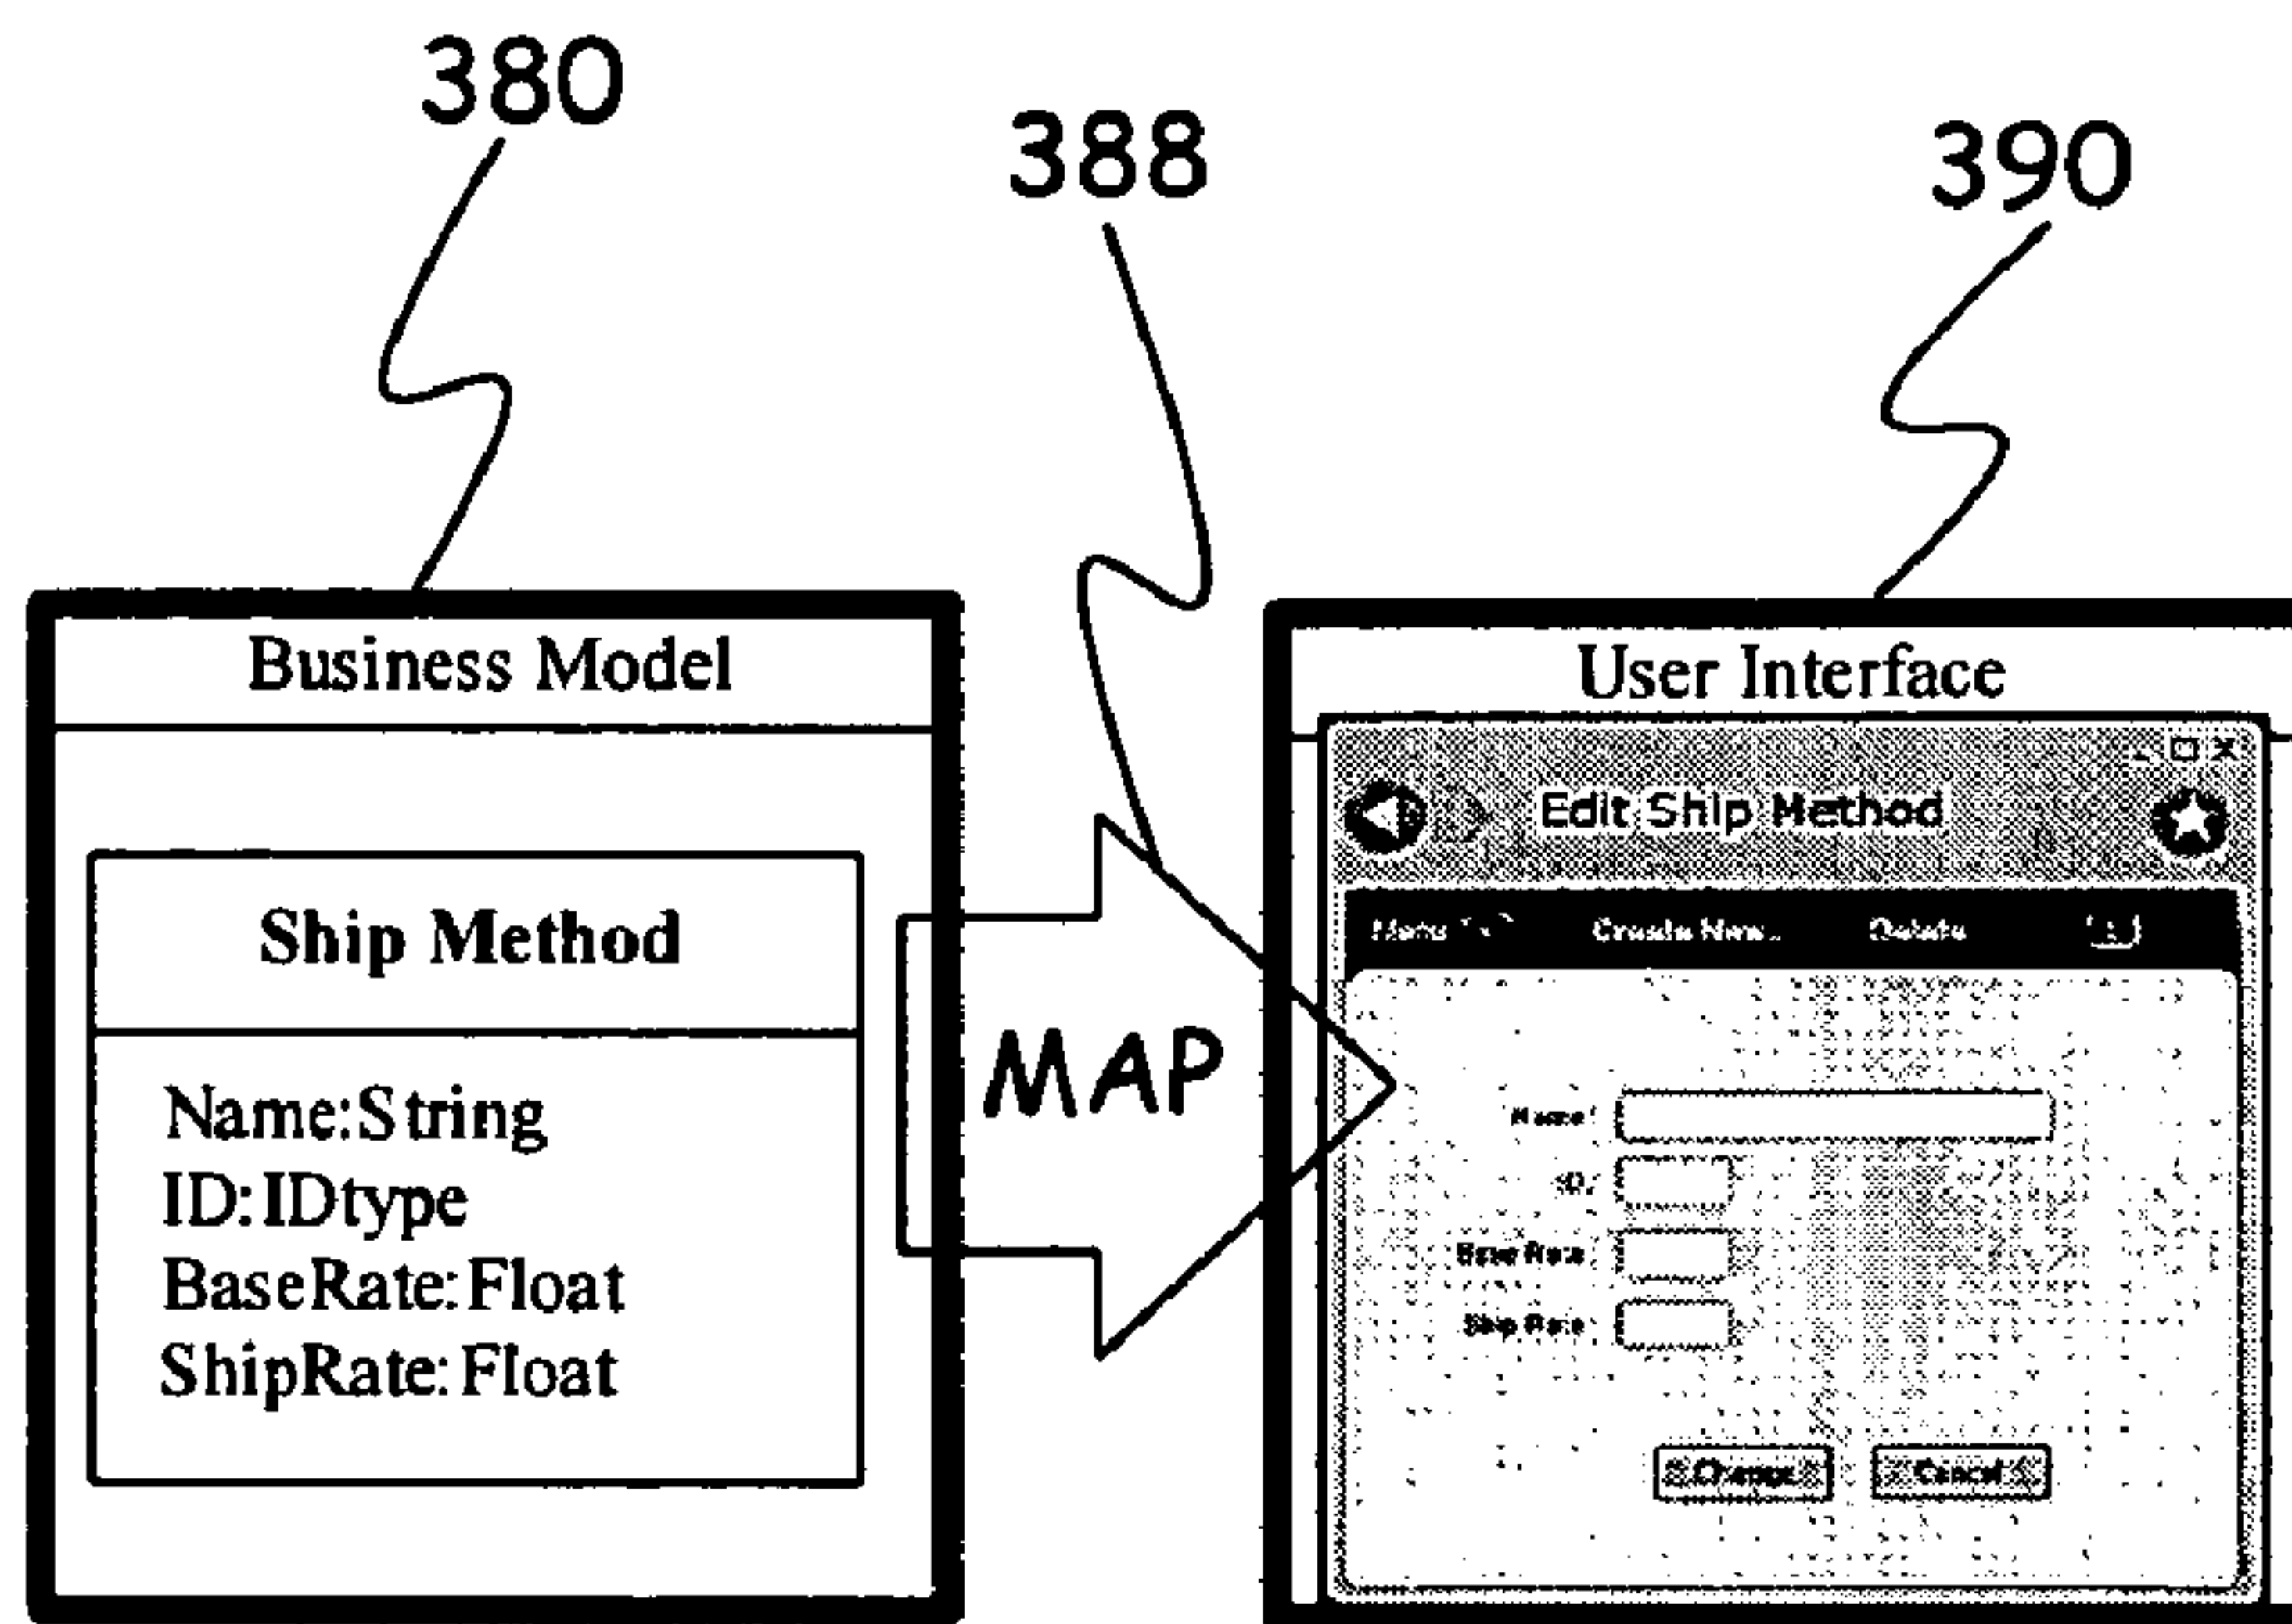 380
388
390
Business Model
User Interface
Edit Ship Method
Ship Method
Create New...
Delete
Name:String
ID:IDtype
BaseRate:Float
ShipRate:Float
MAP
Name:
ID:
Base Rate:
Ship Rate:
Change
Cancel